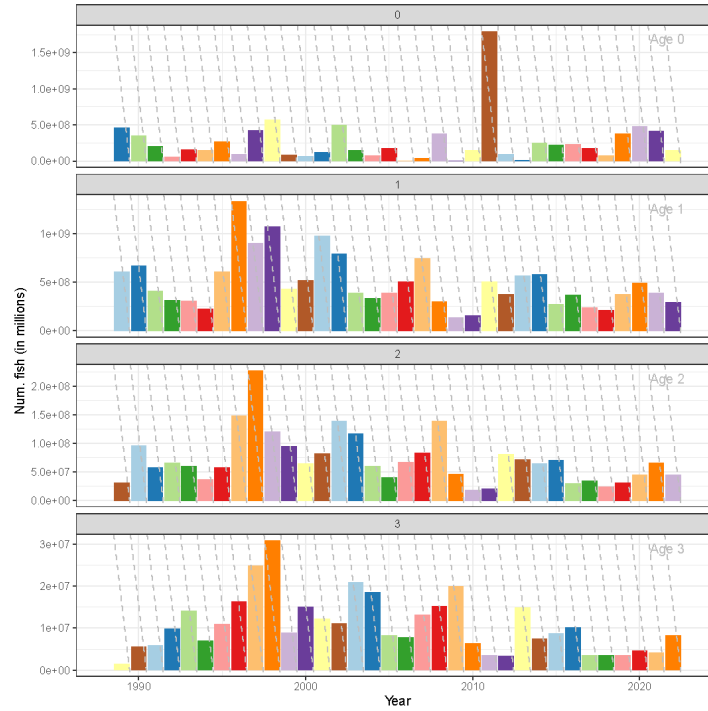 0
Age 0
1.5e+09
1.0e+09
5.0e+08
0.0e+00
1
Age 1
1e+09
5e+08
0e+00
2
Age 2
2.0e+08
1.5e+08
1.0e+08
5.0e+07
0.0e+00
3
Age 3
3e+07
2e+07
1e+07
0e+00
1990
2000
2010
2020
Year
Num. fish (in millions)